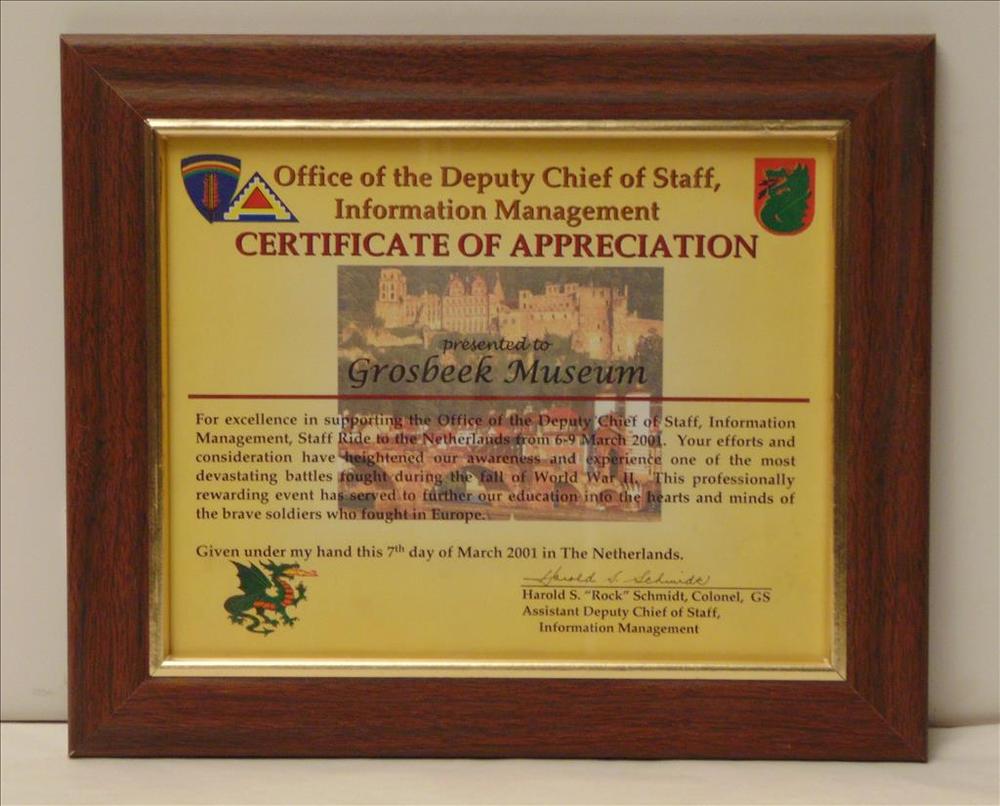 Office of the Deputy Chief of Staff,
Information Management
CERTIFICATE OF APPRECIATION
presented to
Grosbeek Museum
For excellence in supporting the Office of the Deputy Chief of Staff, Information
Management, Staff Ride to the Netherlands from 6-9 March 2001. Your efforts and
consideration have heightened our awareness and experience one of the most
devastating battles fought during the fall of World War II. This professionally
rewarding event has served to further our education into the hearts and minds of
the brave soldiers who fought in Europe.
Given under my hand this 7th day of March 2001 in The Netherlands.
Harold S. Schmidt
Harold S. "Rock" Schmidt, Colonel, GS
Assistant Deputy Chief of Staff,
Information Management